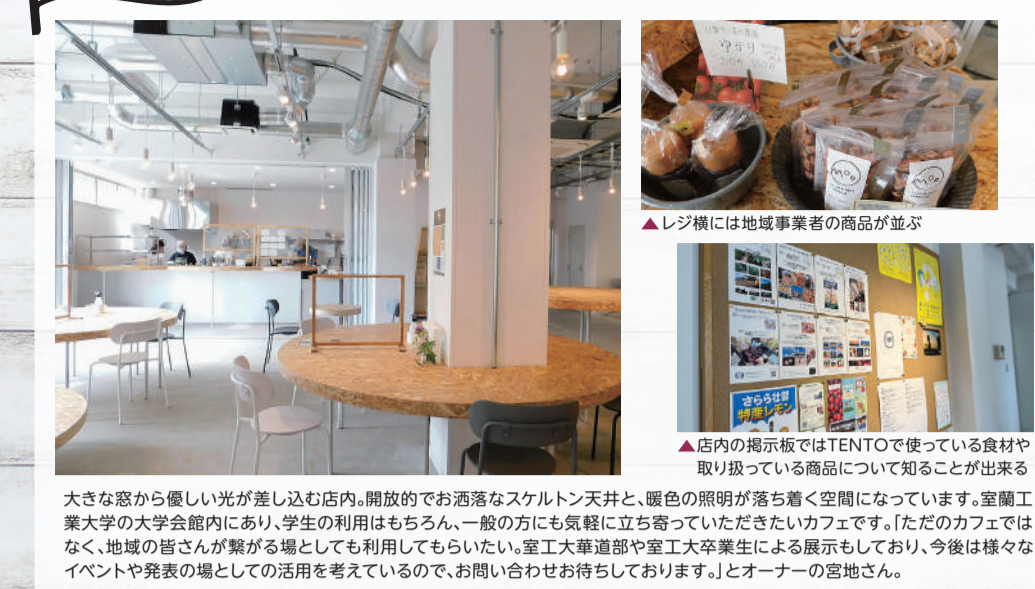 ゆかり
moe
moe
▲レジ横には地域事業者の商品が並ぶ
さらら壮瞥
特産レモン
▲店内の掲示板ではTENTOで使っている食材や
取り扱っている商品について知ることが出来る
大きな窓から優しい光が差し込む店内。開放的でお洒落なスケルトン天井と、暖色の照明が落ち着く空間になっています。室蘭工
業大学の大学会館内にあり、学生の利用はもちろん、一般の方にも気軽に立ち寄っていただきたいカフェです。「ただのカフェでは
なく、地域の皆さんが繋がる場としても利用してもらいたい。室工大華道部や室工大卒業生による展示もしており、今後は様々な
イベントや発表の場としての活用を考えているので、お問い合わせお待ちしております。」とオーナーの宮地さん。